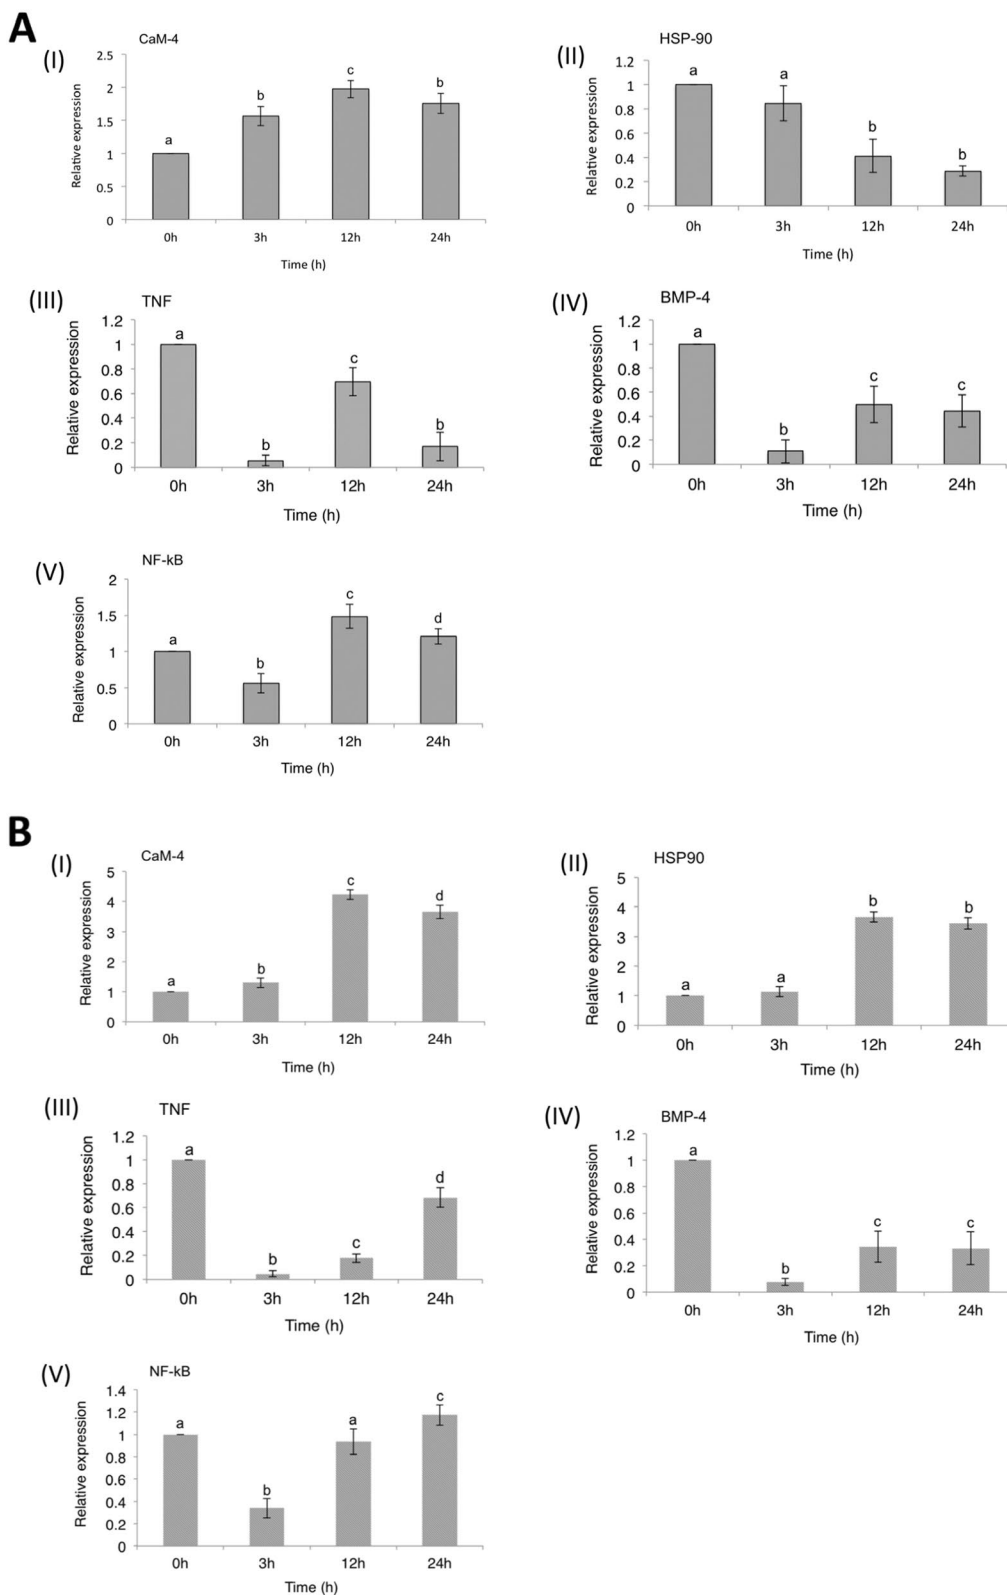 A
(I)
CaM-4
Relative expression
2.5
2
1.5
1
0.5
0
a
b
c
b
0h 3h 12h 24h
Time (h)
(II)
HSP-90
Relative expression
1.2
1
0.8
0.6
0.4
0.2
0
a
a
b
b
0h 3h 12h 24h
Time (h)
(III)
TNF
Relative expression
1.2
1
0.8
0.6
0.4
0.2
0
a
b
c
b
0h 3h 12h 24h
Time (h)
(IV)
BMP-4
Relative expression
1.2
1
0.8
0.6
0.4
0.2
0
a
b
c
c
0h 3h 12h 24h
Time (h)
(V)
NF-kB
Relative expression
2
1.5
1
0.5
0
a
b
c
d
0h 3h 12h 24h
Time (h)
B
(I)
CaM-4
Relative expression
5
4
3
2
1
0
a
b
c
d
0h 3h 12h 24h
Time (h)
(II)
HSP90
Relative expression
5
4
3
2
1
0
a
a
b
b
0h 3h 12h 24h
Time (h)
(III)
TNF
Relative expression
1.2
1
0.8
0.6
0.4
0.2
0
a
b
c
d
0h 3h 12h 24h
Time (h)
(IV)
BMP-4
Relative expression
1.2
1
0.8
0.6
0.4
0.2
0
a
b
c
c
0h 3h 12h 24h
Time (h)
(V)
NF-kB
Relative expression
1.4
1.2
1
0.8
0.6
0.4
0.2
0
a
b
a
c
0h 3h 12h 24h
Time (h)